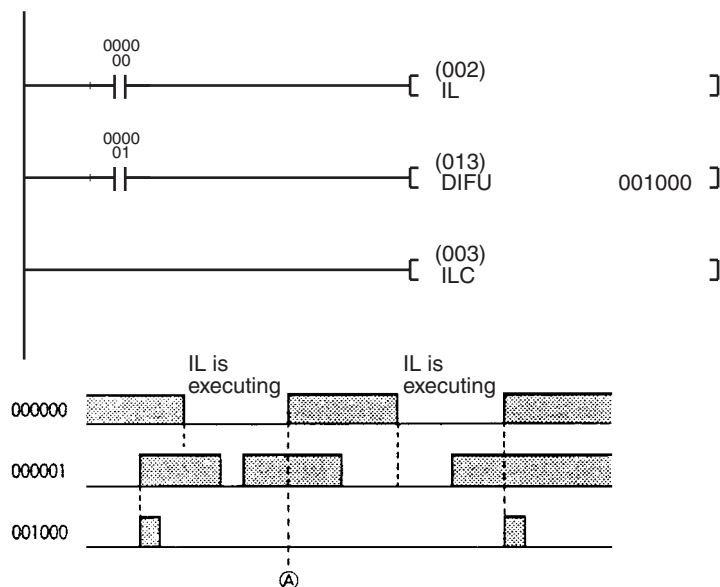 0000
00
(002)
IL
0000
01
(013)
DIFU 001000
(003)
ILC
IL is
executing
IL is
executing
000000
000001
001000
A